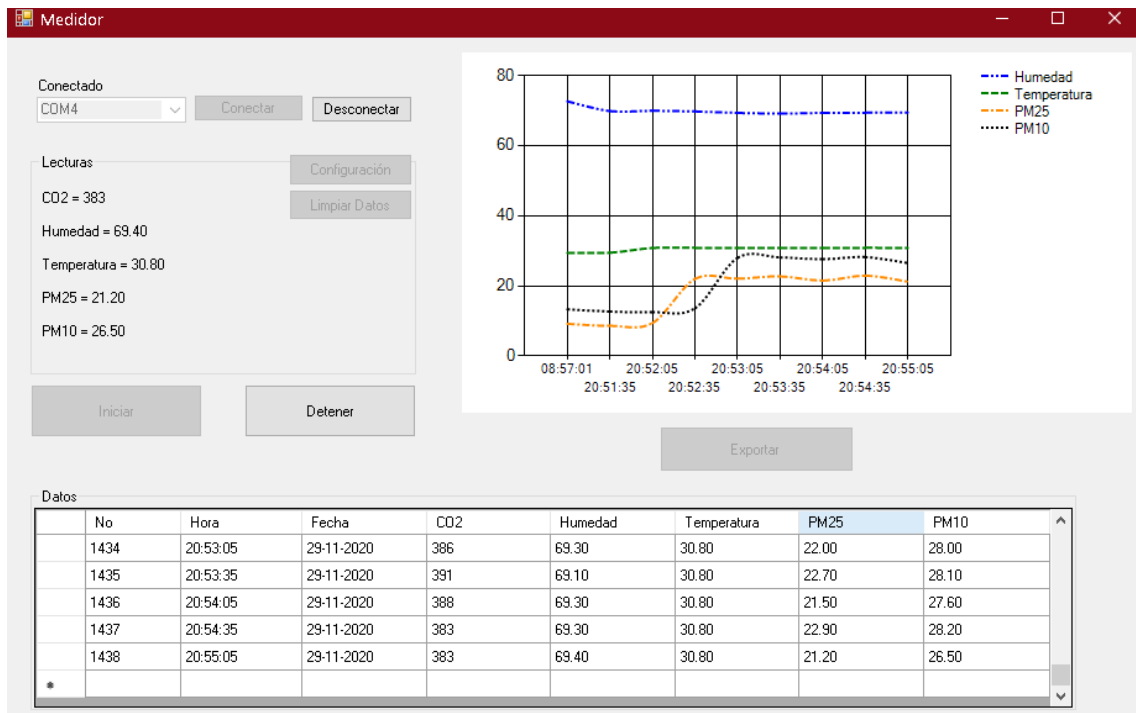 Medidor
Conectado
COM4
Conectar
Desconectar
Lecturas
Configuración
Limpiar Datos
CO2 = 383
Humedad = 69.40
Temperatura = 30.80
PM25 = 21.20
PM10 = 26.50
Iniciar
Detener
80
60
40
20
0
08:57:01 20:52:05 20:53:05 20:54:05 20:55:05
20:51:35 20:52:35 20:53:35 20:54:35
Humedad
Temperatura
PM25
PM10
Exportar
Datos
No Hora Fecha CO2 Humedad Temperatura PM25 PM10
1434 20:53:05 29-11-2020 386 69.30 30.80 22.00 28.00
1435 20:53:35 29-11-2020 391 69.10 30.80 22.70 28.10
1436 20:54:05 29-11-2020 388 69.30 30.80 21.50 27.60
1437 20:54:35 29-11-2020 383 69.30 30.80 22.90 28.20
1438 20:55:05 29-11-2020 383 69.40 30.80 21.20 26.50
*